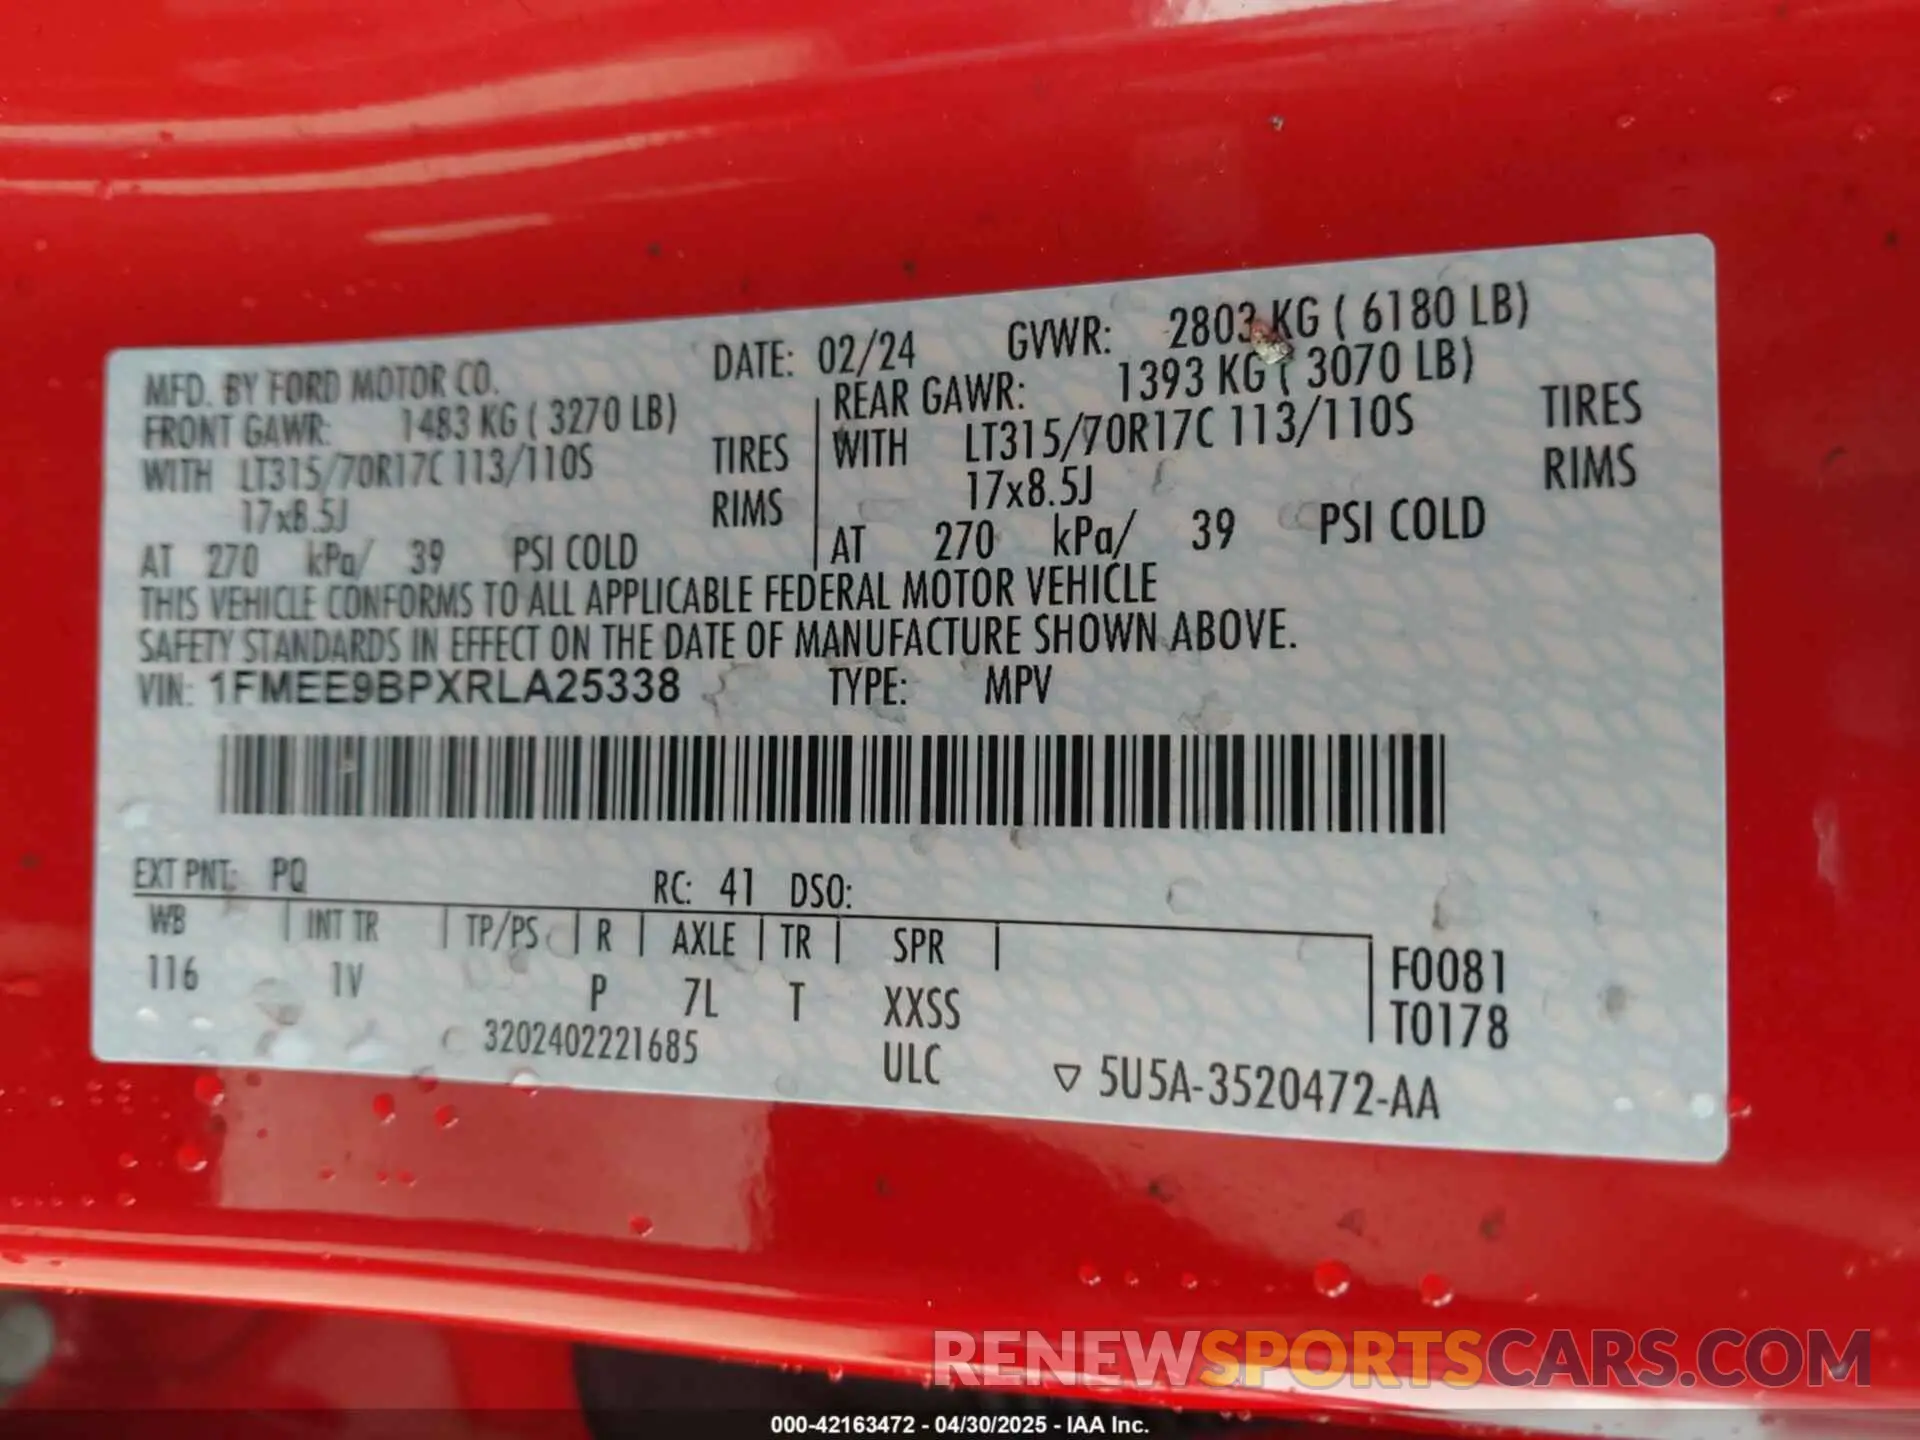 MFD. BY FORD MOTOR CO. DATE: 02/24 GVWR: 2803 KG ( 6180 LB)
FRONT GAWR: 1483 KG ( 3270 LB) REAR GAWR: 1393 KG ( 3070 LB)
WITH LT315/70R17C 113/110S TIRES WITH LT315/70R17C 113/110S TIRES
17x8.5J RIMS 17x8.5J RIMS
AT 270 kPa/ 39 PSI COLD AT 270 kPa/ 39 PSI COLD
THIS VEHICLE CONFORMS TO ALL APPLICABLE FEDERAL MOTOR VEHICLE
SAFETY STANDARDS IN EFFECT ON THE DATE OF MANUFACTURE SHOWN ABOVE.
VIN: 1FMEE9BPXRLA25338 TYPE: MPV
EXT PNT: PQ RC: 41 DSO:
WB INT TR TP/PS R AXLE TR SPR
116 1V P 7L T XXSS F0081
T0178
3202402221685 ULC 5U5A-3520472-AA
RENEWSPORTSCARS.COM
000-42163472 - 04/30/2025 - IAA Inc.